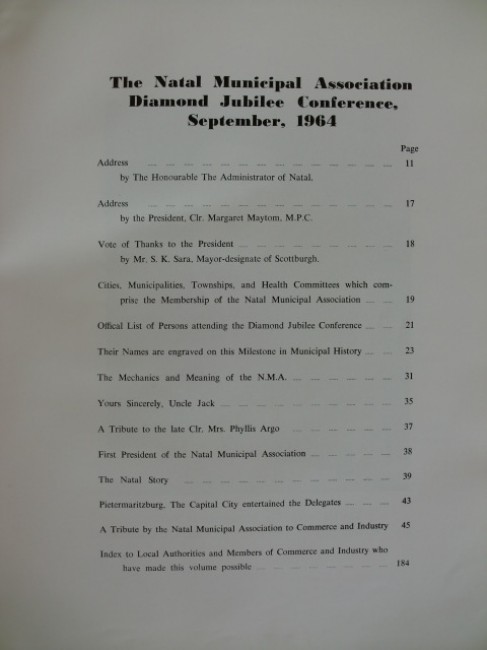 The Natal Municipal Association
Diamond Jubilee Conference,
September, 1964
Page
Address 11
by The Honourable The Administrator of Natal.
Address 17
by the President, Clr. Margaret Maytom, M.P.C.
Vote of Thanks to the President 18
by Mr. S. K. Sara, Mayor-designate of Scottburgh.
Cities, Municipalities, Townships, and Health Committees which com-
prise the Membership of the Natal Municipal Association 19
Offical List of Persons attending the Diamond Jubilee Conference 21
Their Names are engraved on this Milestone in Municipal History 23
The Mechanics and Meaning of the N.M.A. 31
Yours Sincerely, Uncle Jack 35
A Tribute to the late Clr. Mrs. Phyllis Argo 37
First President of the Natal Municipal Association 38
The Natal Story 39
Pietermaritzburg, The Capital City entertained the Delegates 43
A Tribute by the Natal Municipal Association to Commerce and Industry 45
Index to Local Authorities and Members of Commerce and Industry who
have made this volume possible 184